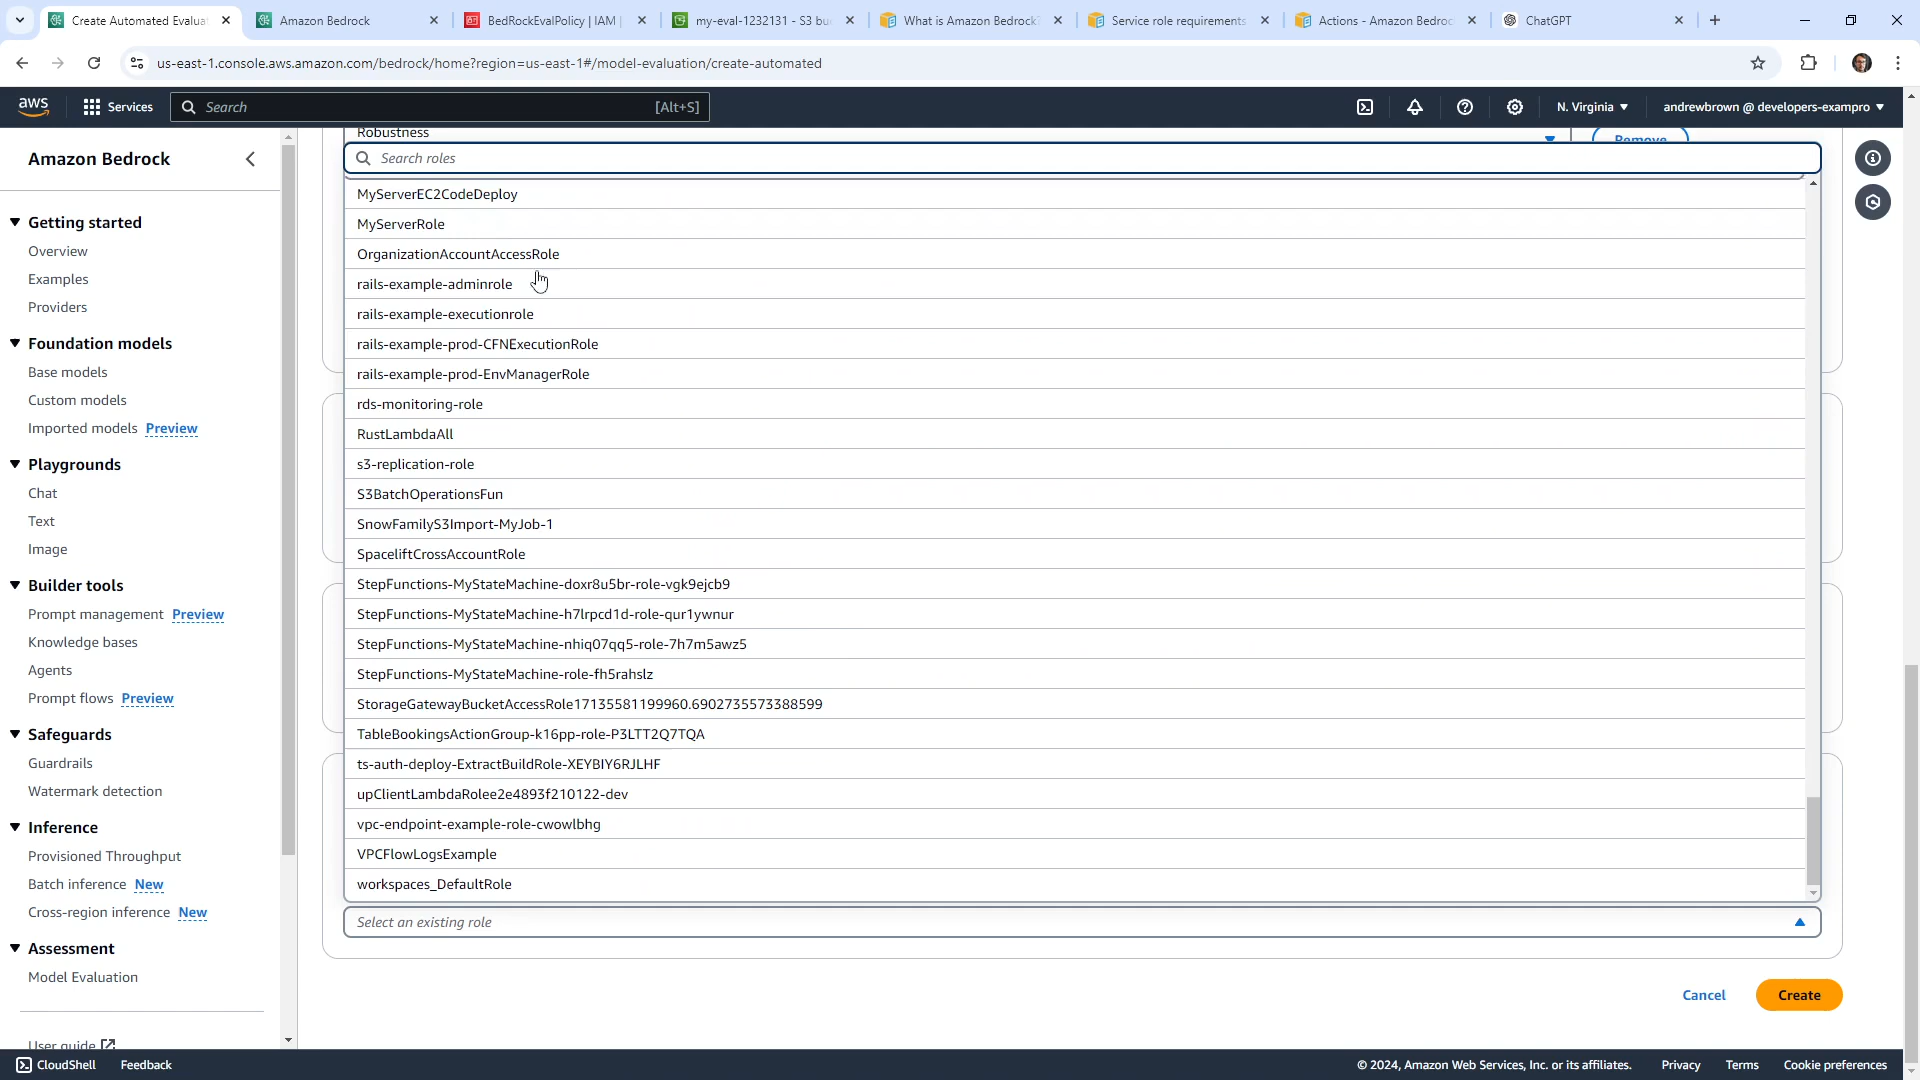 Create Automated Evaluat
Amazon Bedrock
BedRockEvalPolicy | IAM |
my-eval-1232131 - S3 bu
What is Amazon Bedrock?
Service role requirements
Actions - Amazon Bedroc
ChatGPT
us-east-1.console.aws.amazon.com/bedrock/home?region=us-east-1#/model-evaluation/create-automated
aws
Services
Search
[Alt+S]
N. Virginia
andrewbrown @ developers-exampro
Amazon Bedrock
Getting started
Overview
Examples
Providers
Foundation models
Base models
Custom models
Imported models Preview
Playgrounds
Chat
Text
Image
Builder tools
Prompt management Preview
Knowledge bases
Agents
Prompt flows Preview
Safeguards
Guardrails
Watermark detection
Inference
Provisioned Throughput
Batch inference New
Cross-region inference New
Assessment
Model Evaluation
User guide
Robustness
Remove
Search roles
MyServerEC2CodeDeploy
MyServerRole
OrganizationAccountAccessRole
rails-example-adminrole
rails-example-executionrole
rails-example-prod-CFNExecutionRole
rails-example-prod-EnvManagerRole
rds-monitoring-role
RustLambdaAll
s3-replication-role
S3BatchOperationsFun
SnowFamilyS3Import-MyJob-1
SpaceliftCrossAccountRole
StepFunctions-MyStateMachine-doxr8u5br-role-vgk9ejcb9
StepFunctions-MyStateMachine-h7lrpcd1d-role-qur1ywnur
StepFunctions-MyStateMachine-nhiq07qq5-role-7h7m5awz5
StepFunctions-MyStateMachine-role-fh5rahslz
StorageGatewayBucketAccessRole17135581199960.6902735573388599
TableBookingsActionGroup-k16pp-role-P3LTT2Q7TQA
ts-auth-deploy-ExtractBuildRole-XEYBIY6RJLHF
upClientLambdaRolee2e4893f210122-dev
vpc-endpoint-example-role-cwowlbhg
VPCFlowLogsExample
workspaces_DefaultRole
Select an existing role
Cancel
Create
CloudShell
Feedback
© 2024, Amazon Web Services, Inc. or its affiliates.
Privacy
Terms
Cookie preferences